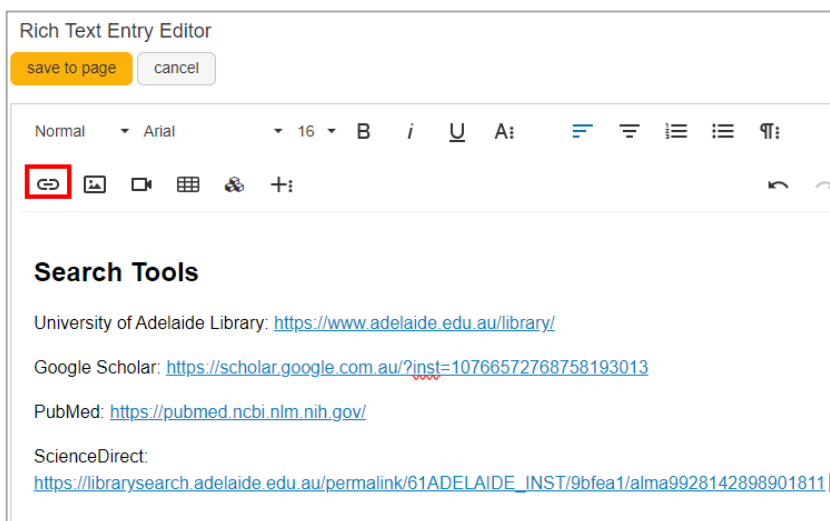 Rich Text Entry Editor
save to page cancel
Normal Arial 16 B i U A
Search Tools
University of Adelaide Library: https://www.adelaide.edu.au/library/
Google Scholar: https://scholar.google.com.au/?inst=10766572768758193013
PubMed: https://pubmed.ncbi.nlm.nih.gov/
ScienceDirect:
https://librarysearch.adelaide.edu.au/permalink/61ADELAIDE_INST/9bfea1/alma9928142898901811